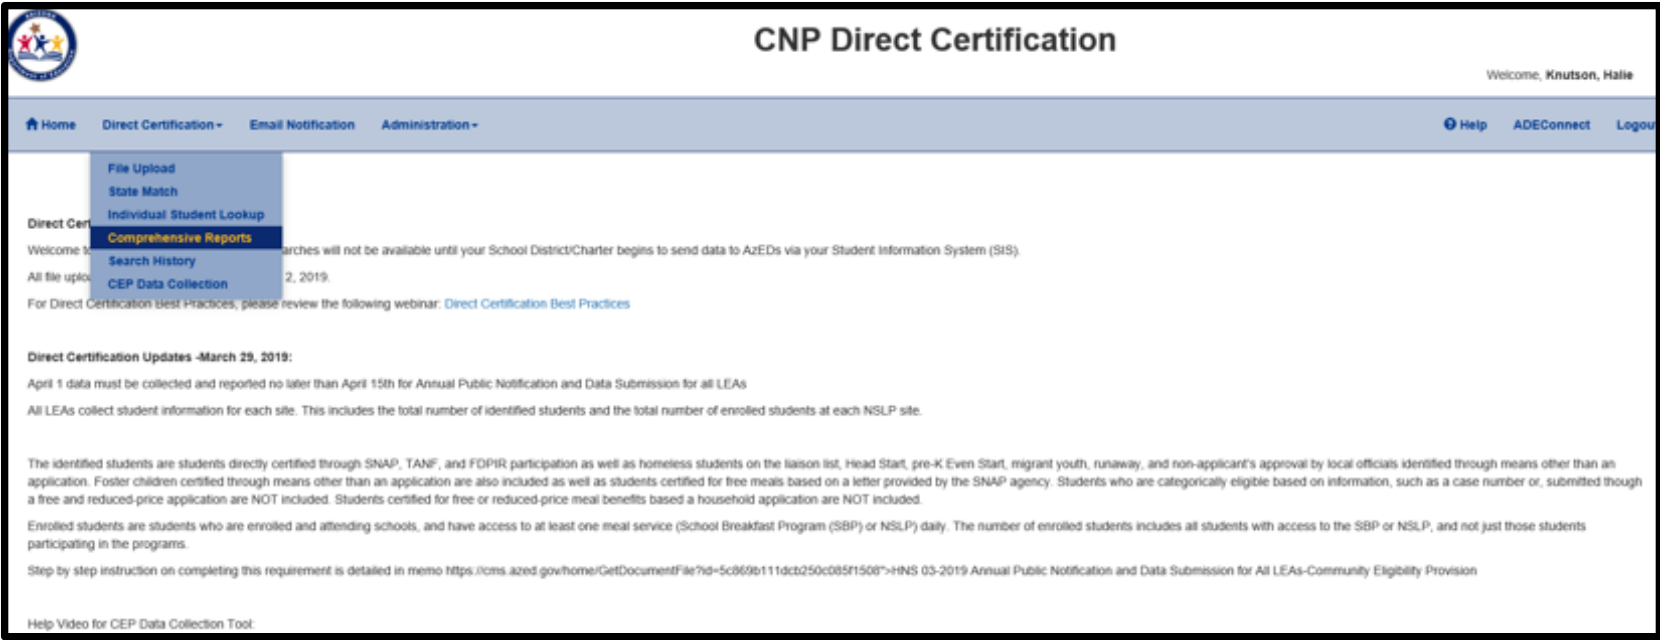 CNP Direct Certification
Welcome, Knutson, Halie
Home Direct Certification Email Notification Administration Help ADEConnect Logou
File Upload
State Match
Individual Student Lookup
Comprehensive Reports
Search History
CEP Data Collection
Direct Cert
Welcome t arches will not be available until your School District/Charter begins to send data to AzEDs via your Student Information System (SIS).
All file uplo 2, 2019.
For Direct Certification Best Practices, please review the following webinar: Direct Certification Best Practices
Direct Certification Updates -March 29, 2019:
April 1 data must be collected and reported no later than April 15th for Annual Public Notification and Data Submission for all LEAs
All LEAs collect student information for each site. This includes the total number of identified students and the total number of enrolled students at each NSLP site.
The identified students are students directly certified through SNAP, TANF, and FDPIR participation as well as homeless students on the liaison list, Head Start, pre-K Even Start, migrant youth, runaway, and non-applicant's approval by local officials identified through means other than an
application. Foster children certified through means other than an application are also included as well as students certified for free meals based on a letter provided by the SNAP agency. Students who are categorically eligible based on information, such as a case number or, submitted though
a free and reduced-price application are NOT included. Students certified for free or reduced-price meal benefits based a household application are NOT included.
Enrolled students are students who are enrolled and attending schools, and have access to at least one meal service (School Breakfast Program (SBP) or NSLP) daily. The number of enrolled students includes all students with access to the SBP or NSLP, and not just those students
participating in the programs.
Step by step instruction on completing this requirement is detailed in memo https://cms.azed.gov/home/GetDocumentFile?id=5c869b111dcb250c085f1508">HNS 03-2019 Annual Public Notification and Data Submission for All LEAs-Community Eligibility Provision
Help Video for CEP Data Collection Tool: